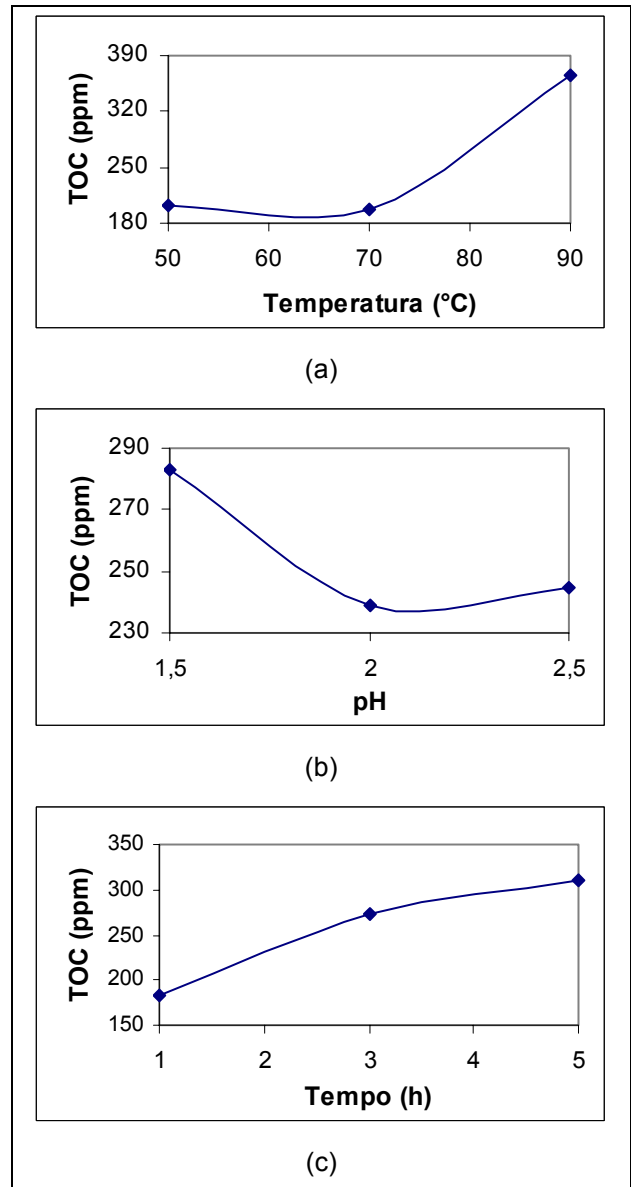 390
320
250
180
TOC (ppm)
50 60 70 80 90
Temperatura (°C)
(a)
290
270
250
230
TOC (ppm)
1,5 2 2,5
pH
(b)
350
300
250
200
150
TOC (ppm)
1 2 3 4 5
Tempo (h)
(c)